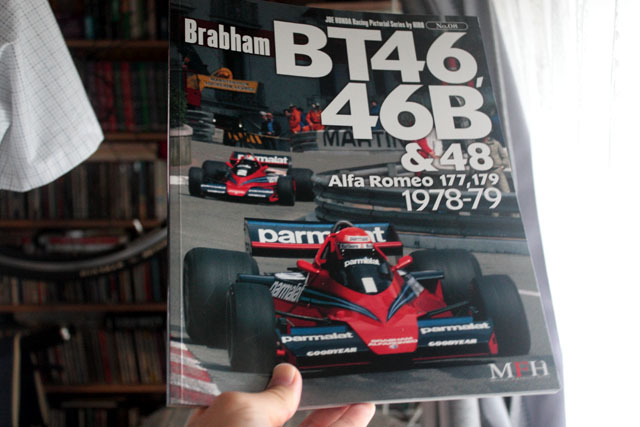 JOE HONDA Racing Pictorial Series by HIRO No.08
Brabham
BT46,
46B
& 48
Alfa Romeo 177,179
1978-79
MARTINI
parmalat
parmalat
parmalat
parmalat
parmalat
parmalat
GOODYEAR
GOODYEAR
MFH